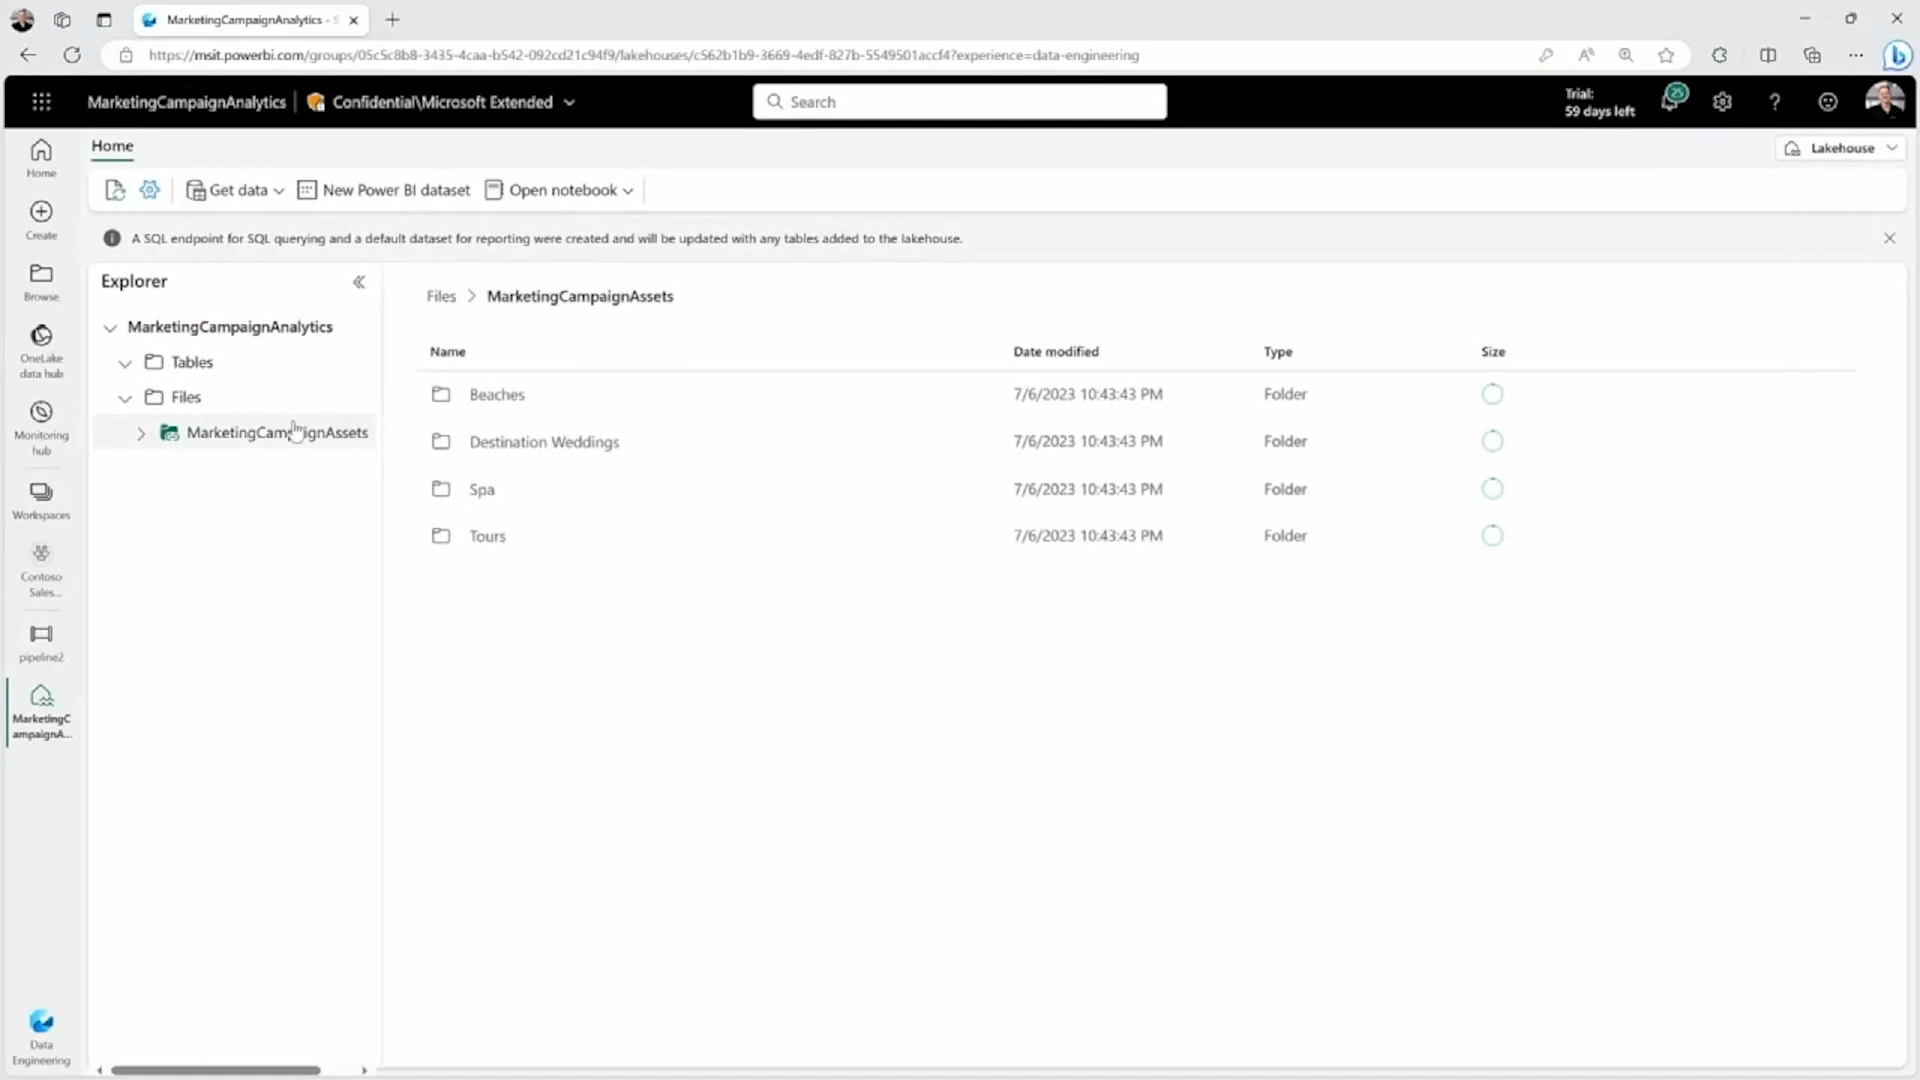 MarketingCampaignAnalytics - S
https://msit.powerbi.com/groups/05c5c8b8-3435-4caa-b542-092cd21c94f9/lakehouses/c562b1b9-3669-4edf-827b-5549501accf4?experience=data-engineering
MarketingCampaignAnalytics
Confidential\Microsoft Extended
Search
Trial:
59 days left
25
?
Home
Lakehouse
Get data
New Power BI dataset
Open notebook
A SQL endpoint for SQL querying and a default dataset for reporting were created and will be updated with any tables added to the lakehouse.
Home
Create
Browse
OneLake
data hub
Monitoring
hub
Workspaces
Contoso
Sales...
pipeline2
MarketingC
ampaignA...
Data
Engineering
Explorer
MarketingCampaignAnalytics
Tables
Files
MarketingCampaignAssets
Files > MarketingCampaignAssets
Name Date modified Type Size
Beaches 7/6/2023 10:43:43 PM Folder
Destination Weddings 7/6/2023 10:43:43 PM Folder
Spa 7/6/2023 10:43:43 PM Folder
Tours 7/6/2023 10:43:43 PM Folder